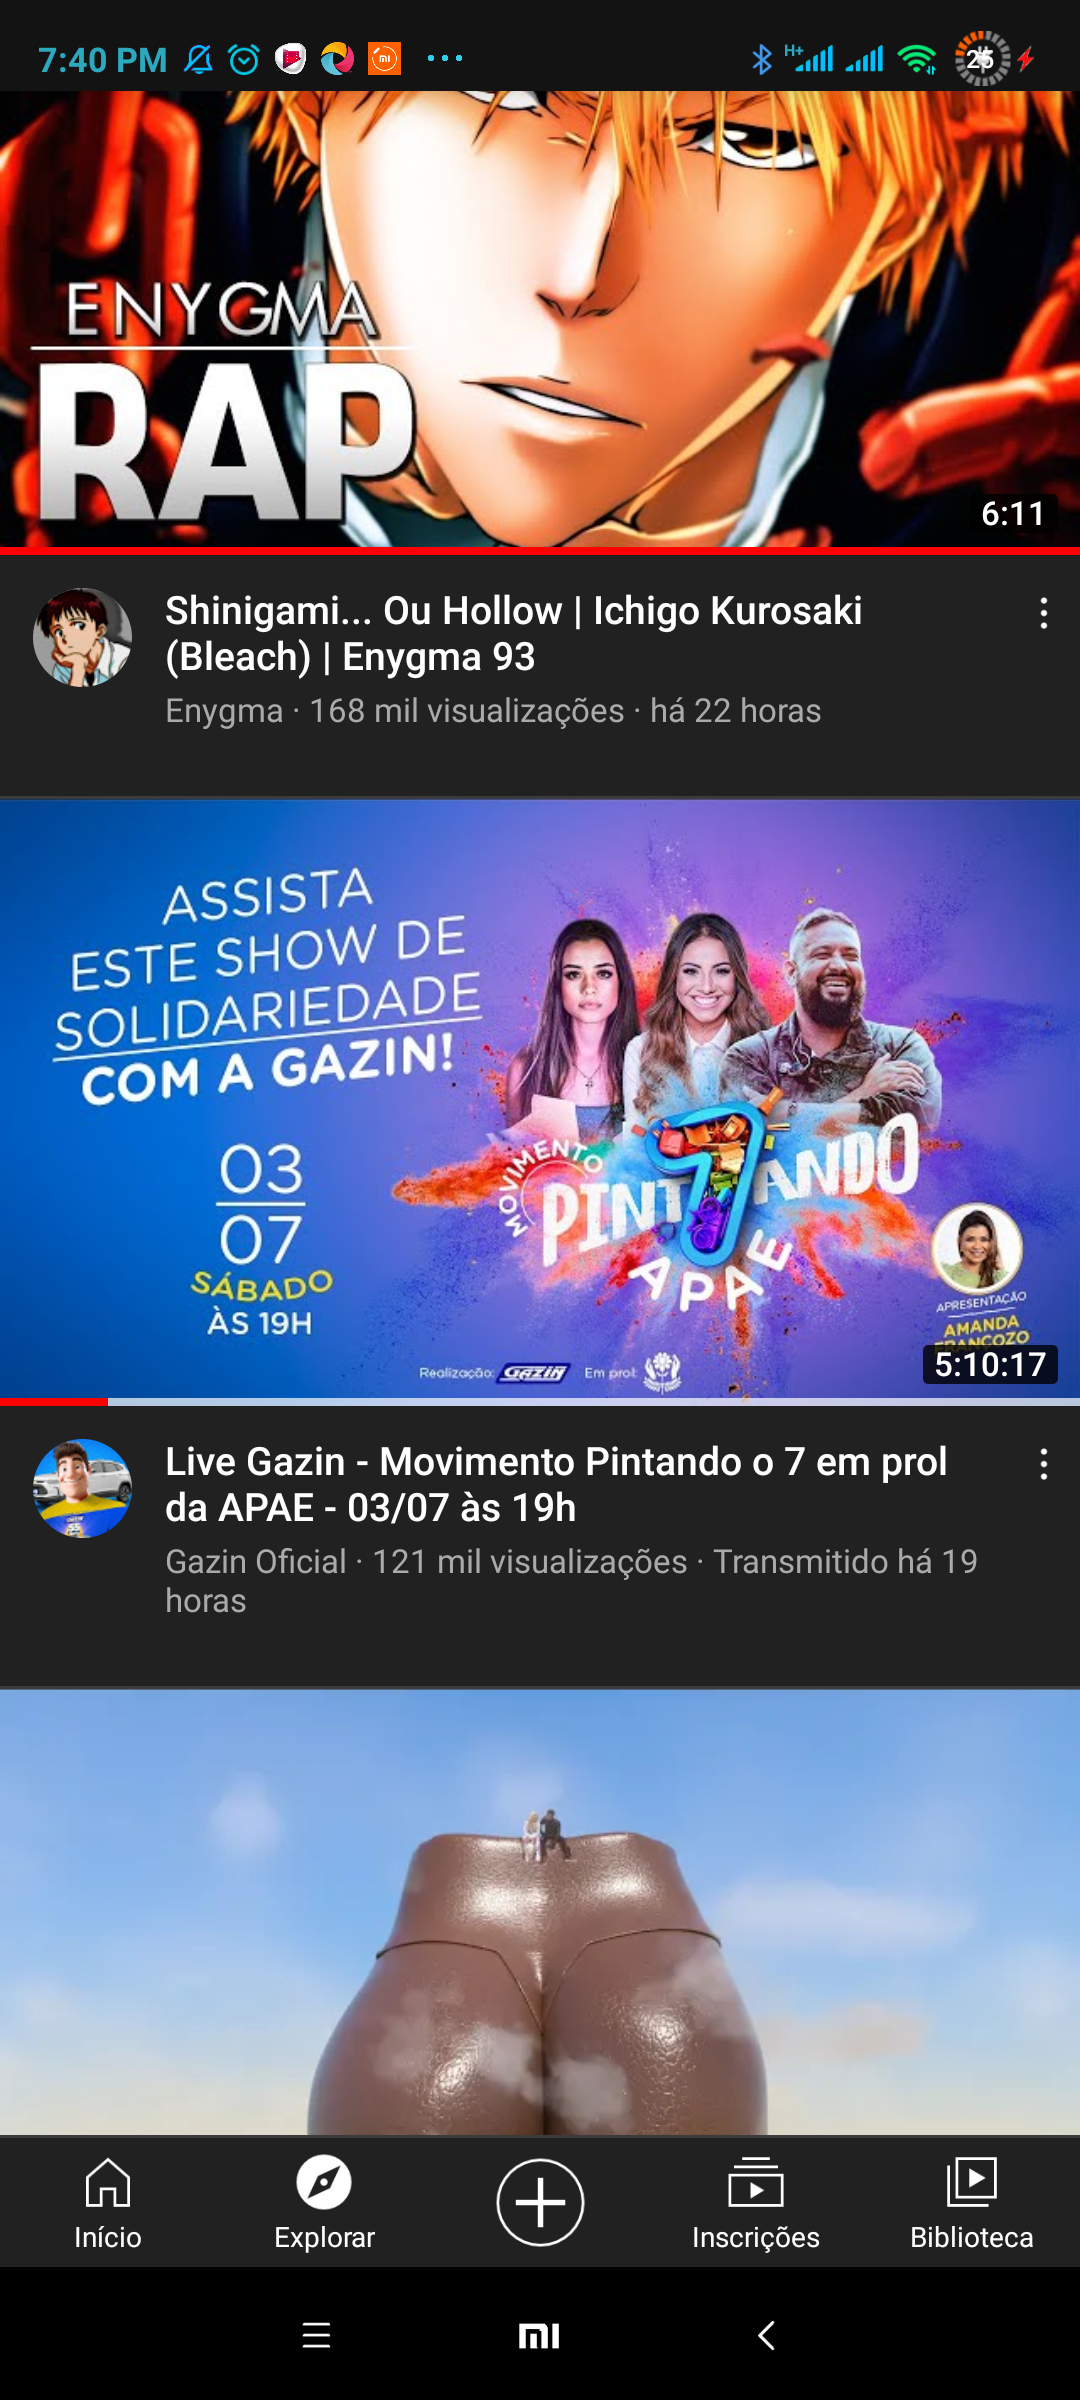 7:40 PM
H+
25
ENYGMA
RAP
6:11
Shinigami... Ou Hollow | Ichigo Kurosaki
(Bleach) | Enygma 93
Enygma · 168 mil visualizações · há 22 horas
ASSISTA
ESTE SHOW DE
SOLIDARIEDADE
COM A GAZIN!
03
07
SÁBADO
ÀS 19H
MOVIMENTO
PINT7ANDO
APAE
APRESENTAÇÃO
AMANDA
FRANCOZO
Realização: GAZIN Em prol:
5:10:17
Live Gazin - Movimento Pintando o 7 em prol
da APAE - 03/07 às 19h
Gazin Oficial · 121 mil visualizações · Transmitido há 19
horas
Início
Explorar
Inscrições
Biblioteca